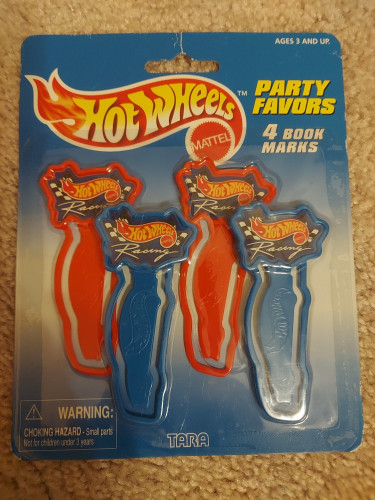 AGES 3 AND UP.
HOT WHEELS™
MATTEL
PARTY
FAVORS
4 BOOK
MARKS
HOT WHEELS
Racing
HOT WHEELS
Racing
HOT WHEELS
Racing
HOT WHEELS
Racing
WARNING:
CHOKING HAZARD - Small parts
Not for children under 3 years
TARA